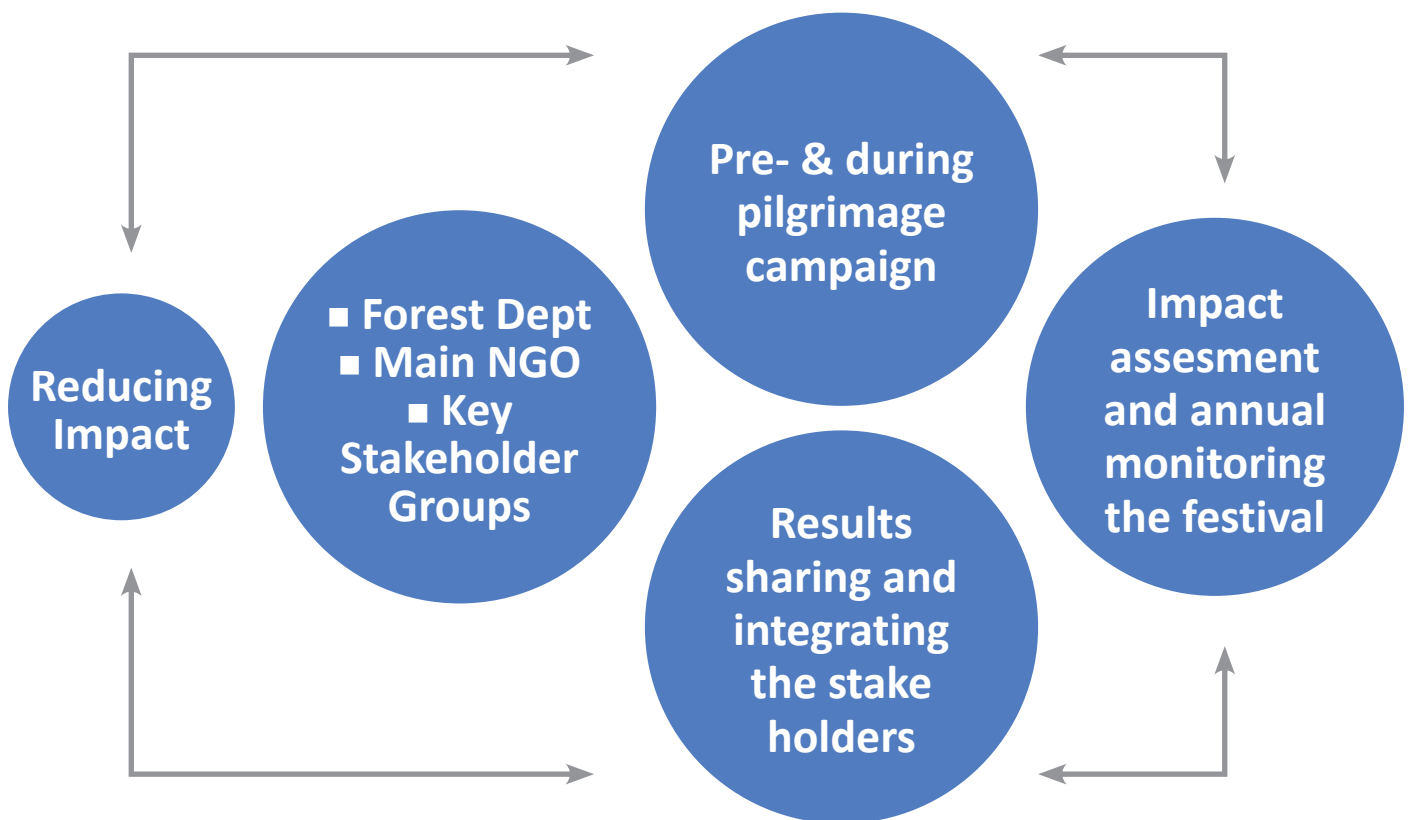 Reducing
Impact
■ Forest Dept
■ Main NGO
■ Key
Stakeholder
Groups
Pre- & during
pilgrimage
campaign
Results
sharing and
integrating
the stake
holders
Impact
assesment
and annual
monitoring
the festival